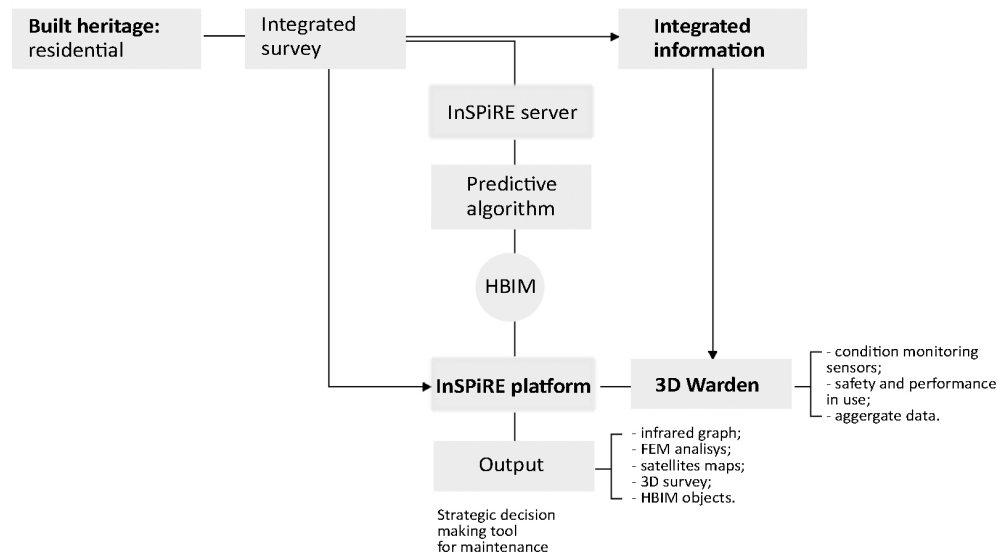 Built heritage:
residential
Integrated
survey
Integrated
information
InSPiRE server
Predictive
algorithm
HBIM
InSPiRE platform
3D Warden
- condition monitoring
sensors;
- safety and performance
in use;
- aggergate data.
Output
- infrared graph;
- FEM analisys;
- satellites maps;
- 3D survey;
- HBIM objects.
Strategic decision
making tool
for maintenance